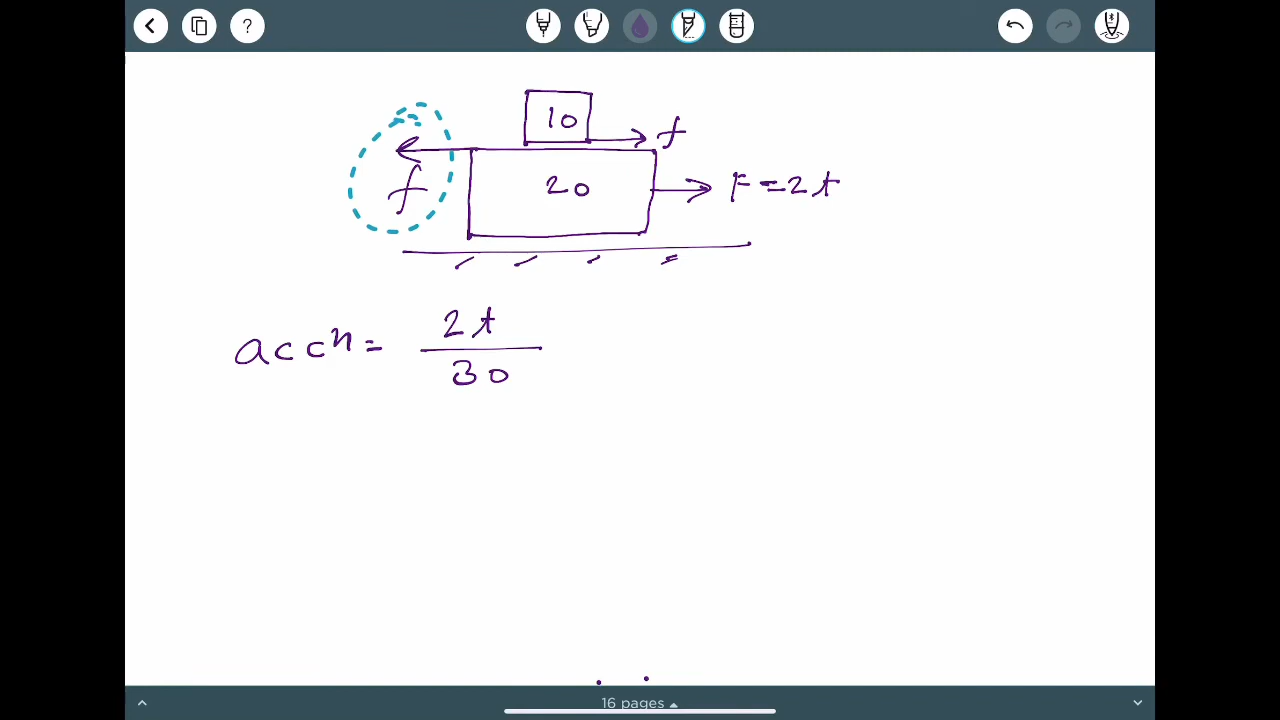 ?
10
f
f
20
F = 2t
accⁿ = 2t
30
16 pages